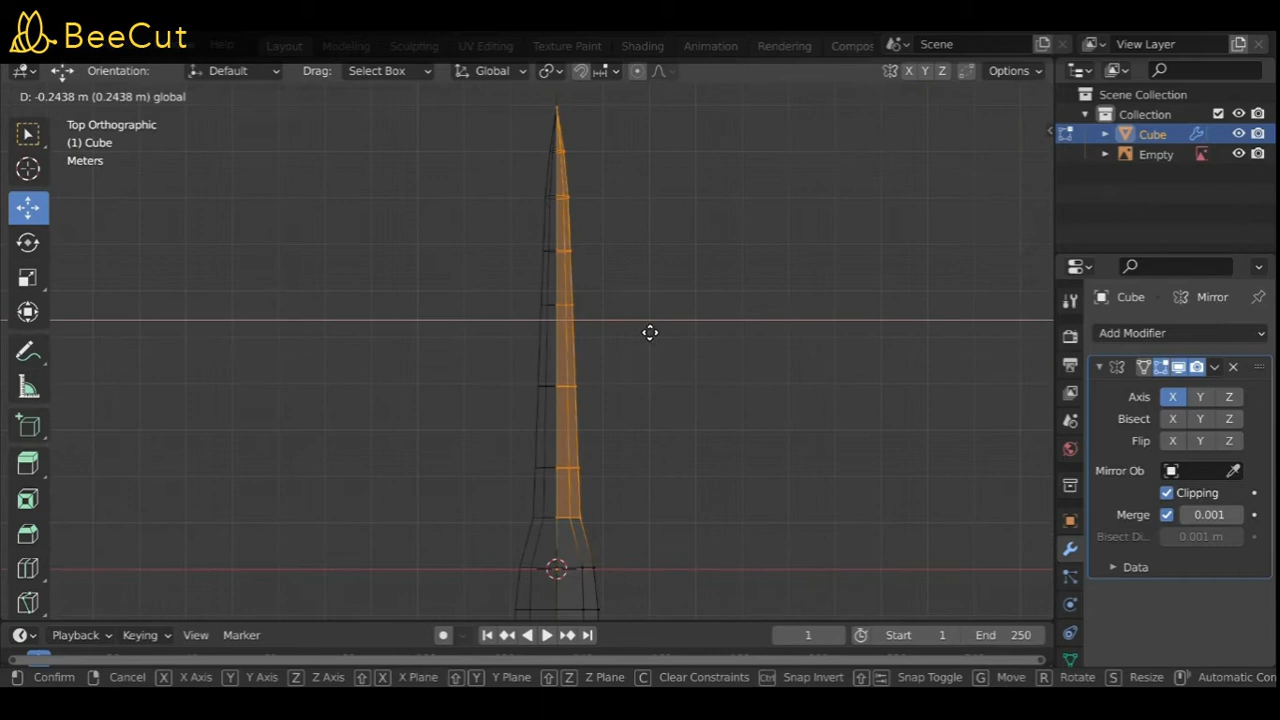 BeeCut
Help Layout Modeling Sculpting UV Editing Texture Paint Shading Animation Rendering Compos Scene View Layer
Orientation: Default Drag: Select Box Global X Y Z Options
D: -0.2438 m (0.2438 m) global
Top Orthographic
(1) Cube
Meters
Scene Collection
Collection
Cube
Empty
Cube Mirror
Add Modifier
Axis X Y Z
Bisect X Y Z
Flip X Y Z
Mirror Ob
Clipping
Merge 0.001
Bisect Di... 0.001 m
Data
Playback Keying View Marker 1 Start 1 End 250
Confirm Cancel X X Axis Y Y Axis Z Z Axis X X Plane Y Y Plane Z Z Plane C Clear Constraints Ctrl Snap Invert Snap Toggle G Move R Rotate S Resize Automatic Con